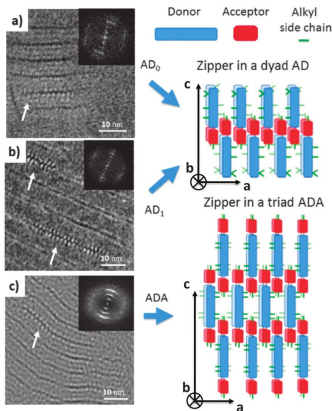 Donor
Acceptor
Alkyl
side chain
a)
10 nm
AD0
Zipper in a dyad AD
c
b
a
b)
10 nm
AD1
Zipper in a triad ADA
c)
10 nm
ADA
c
b
a